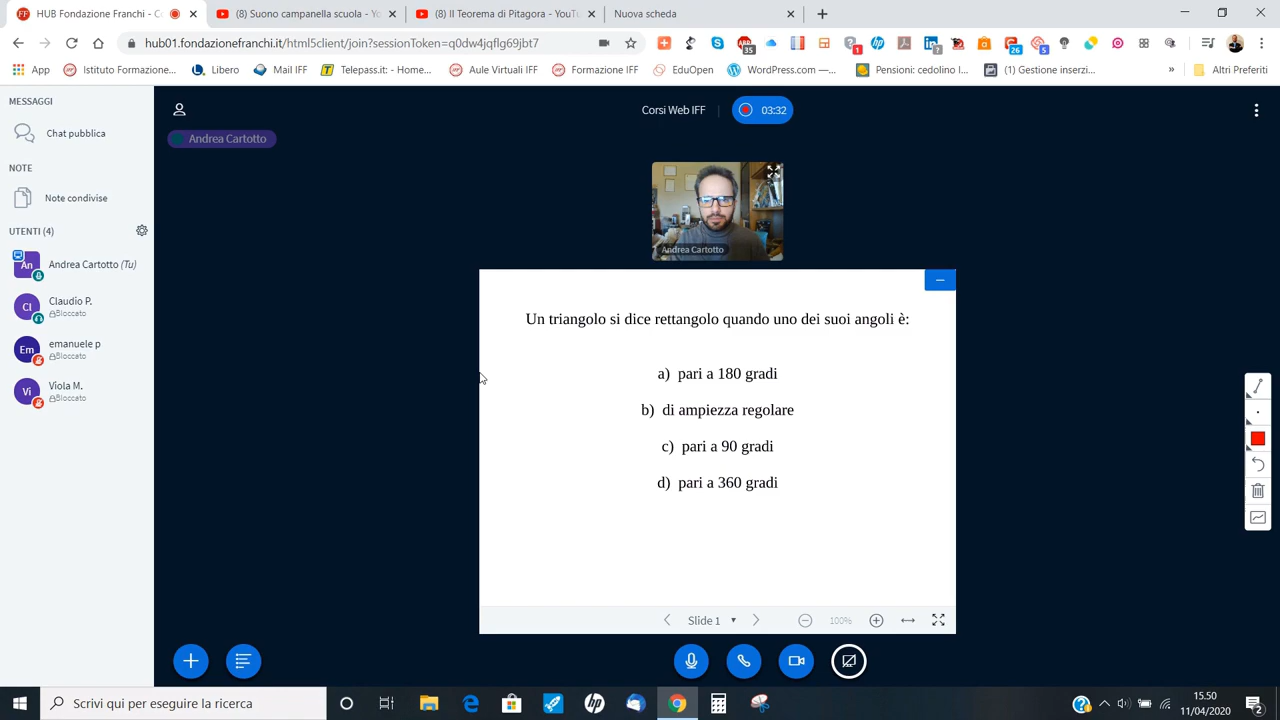 HUB Fondazione Franchi - C
(8) Suono campanella scuola - Yo
(8) Il Teorema di Pitagora - YouTu
Nuova scheda
hub01.fondazionefranchi.it/html5client/join?sessionToken=q0dwdtqflg69jbt7
App
Istituto Formazione...
Libero
Mail IFF
Telepass.it: - Home...
Aule Virtuali IFF
Formazione IFF
EduOpen
WordPress.com —...
Pensioni: cedolino I...
(1) Gestione inserzi...
»
Altri Preferiti
MESSAGGI
Chat pubblica
NOTE
Note condivise
UTENTI (4)
An
Andrea Cartotto (Tu)
Cl
Claudio P.
Bloccato
Em
emanuele p
Bloccato
Vi
Viola M.
Bloccato
Corsi Web IFF
03:32
Andrea Cartotto
Andrea Cartotto
Un triangolo si dice rettangolo quando uno dei suoi angoli è:
a) pari a 180 gradi
b) di ampiezza regolare
c) pari a 90 gradi
d) pari a 360 gradi
Slide 1
100%
Scrivi qui per eseguire la ricerca
15.50
11/04/2020